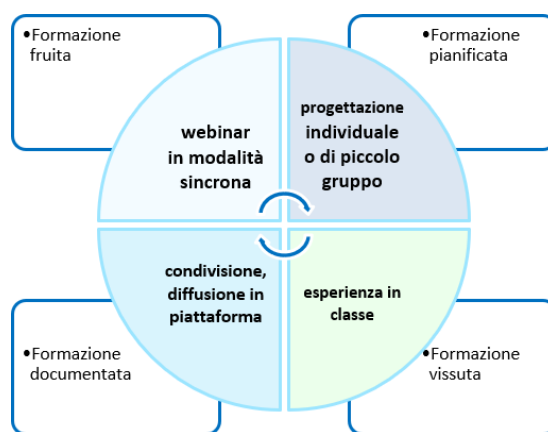 •Formazione
fruita
•Formazione
pianificata
webinar
in modalità
sincrona
progettazione
individuale
o di piccolo
gruppo
condivisione,
diffusione in
piattaforma
esperienza in
classe
•Formazione
documentata
•Formazione
vissuta